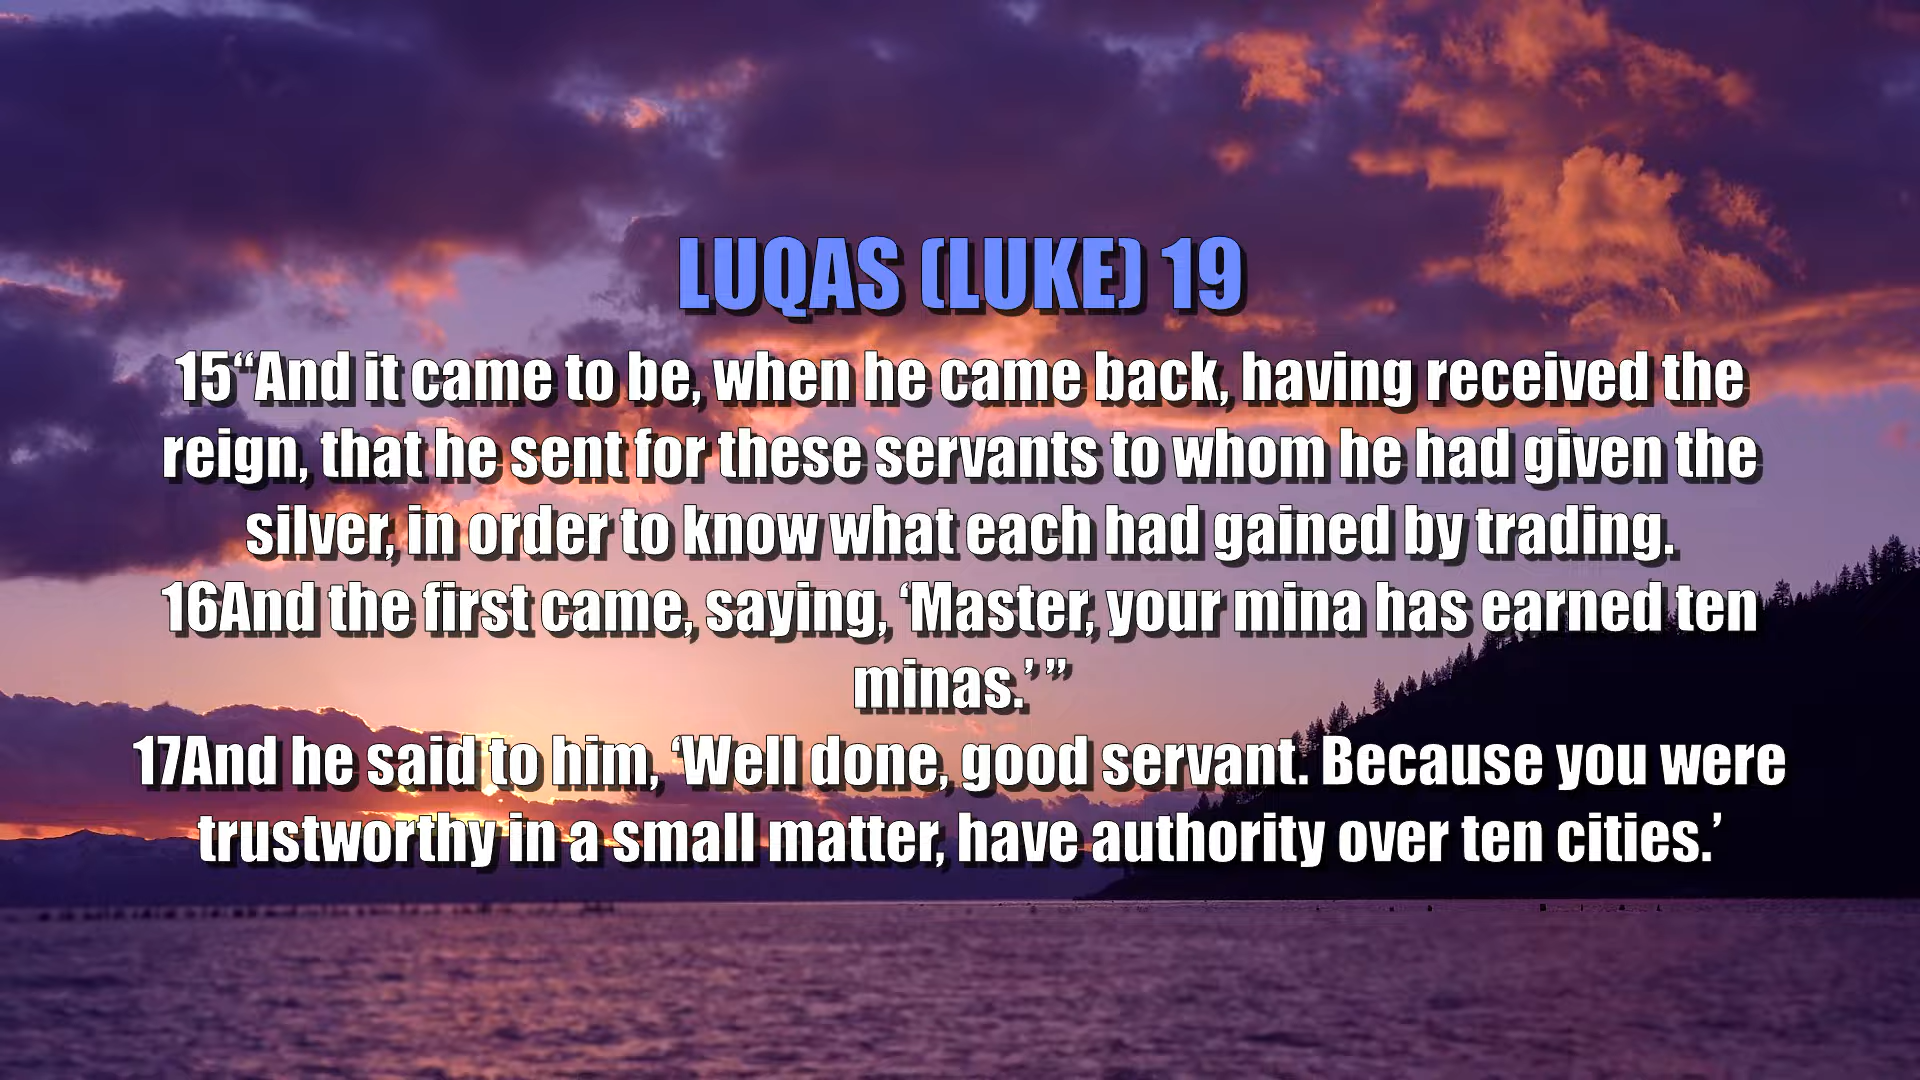 LUQAS (LUKE) 19
15“And it came to be, when he came back, having received the
reign, that he sent for these servants to whom he had given the
silver, in order to know what each had gained by trading.
16And the first came, saying, ‘Master, your mina has earned ten
minas.’ ”
17And he said to him, ‘Well done, good servant. Because you were
trustworthy in a small matter, have authority over ten cities.’